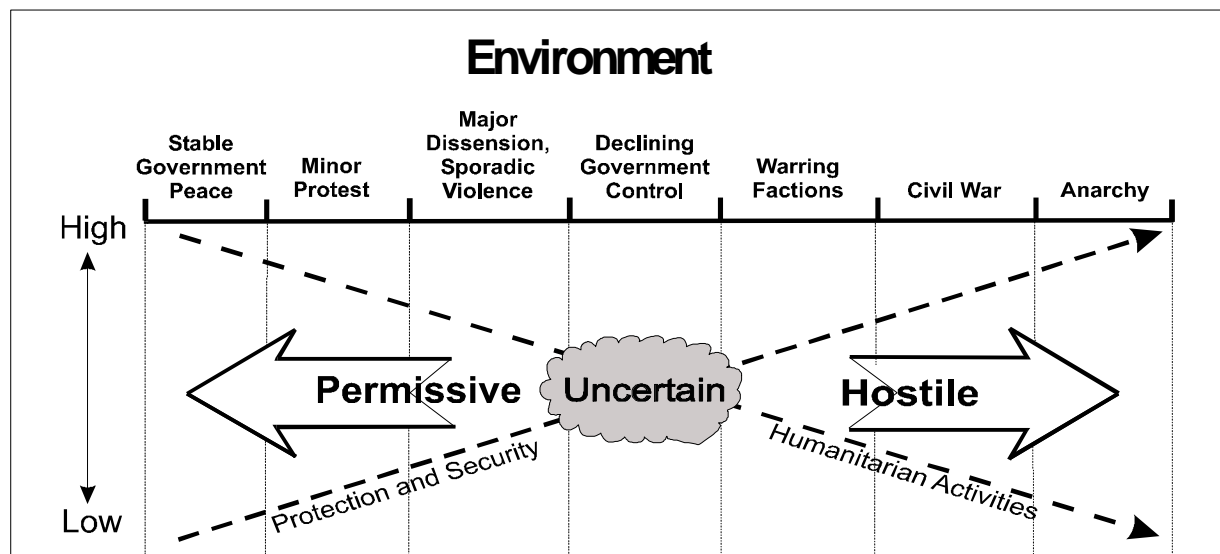 Environment
Stable
Government
Peace
Minor
Protest
Major
Dissension,
Sporadic
Violence
Declining
Government
Control
Warring
Factions
Civil War
Anarchy
High
Low
Permissive
Uncertain
Hostile
Protection and Security
Humanitarian Activities